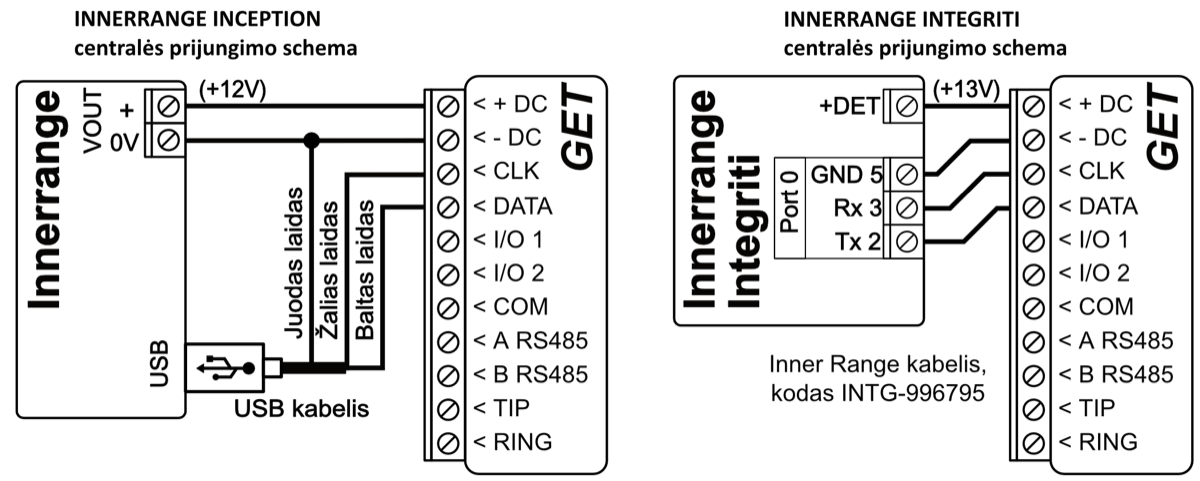 INNERRANGE INCEPTION
centralės prijungimo schema
Innerrange
VOUT
+
0V
(+12V)
< + DC
< - DC
< CLK
< DATA
< I/O 1
< I/O 2
< COM
< A RS485
< B RS485
< TIP
< RING
GET
Juodas laidas
Žalias laidas
Baltas laidas
USB
USB kabelis
INNERRANGE INTEGRITI
centralės prijungimo schema
Innerrange
Integriti
+DET
(+13V)
Port 0
GND 5
Rx 3
Tx 2
< + DC
< - DC
< CLK
< DATA
< I/O 1
< I/O 2
< COM
< A RS485
< B RS485
< TIP
< RING
GET
Inner Range kabelis,
kodas INTG-996795